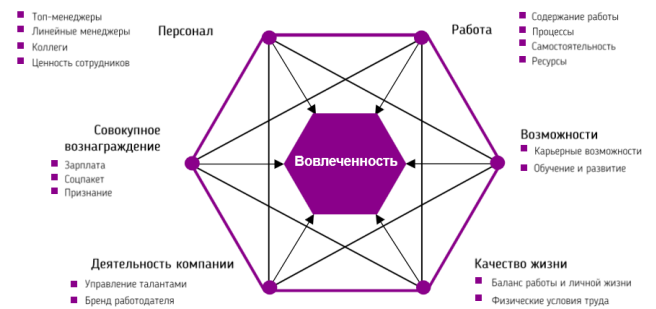 Персонал
Топ-менеджеры
Линейные менеджеры
Коллеги
Ценность сотрудников
Работа
Содержание работы
Процессы
Самостоятельность
Ресурсы
Совокупное
вознаграждение
Зарплата
Соцпакет
Признание
Вовлеченность
Возможности
Карьерные возможности
Обучение и развитие
Деятельность компании
Управление талантами
Бренд работодателя
Качество жизни
Баланс работы и личной жизни
Физические условия труда